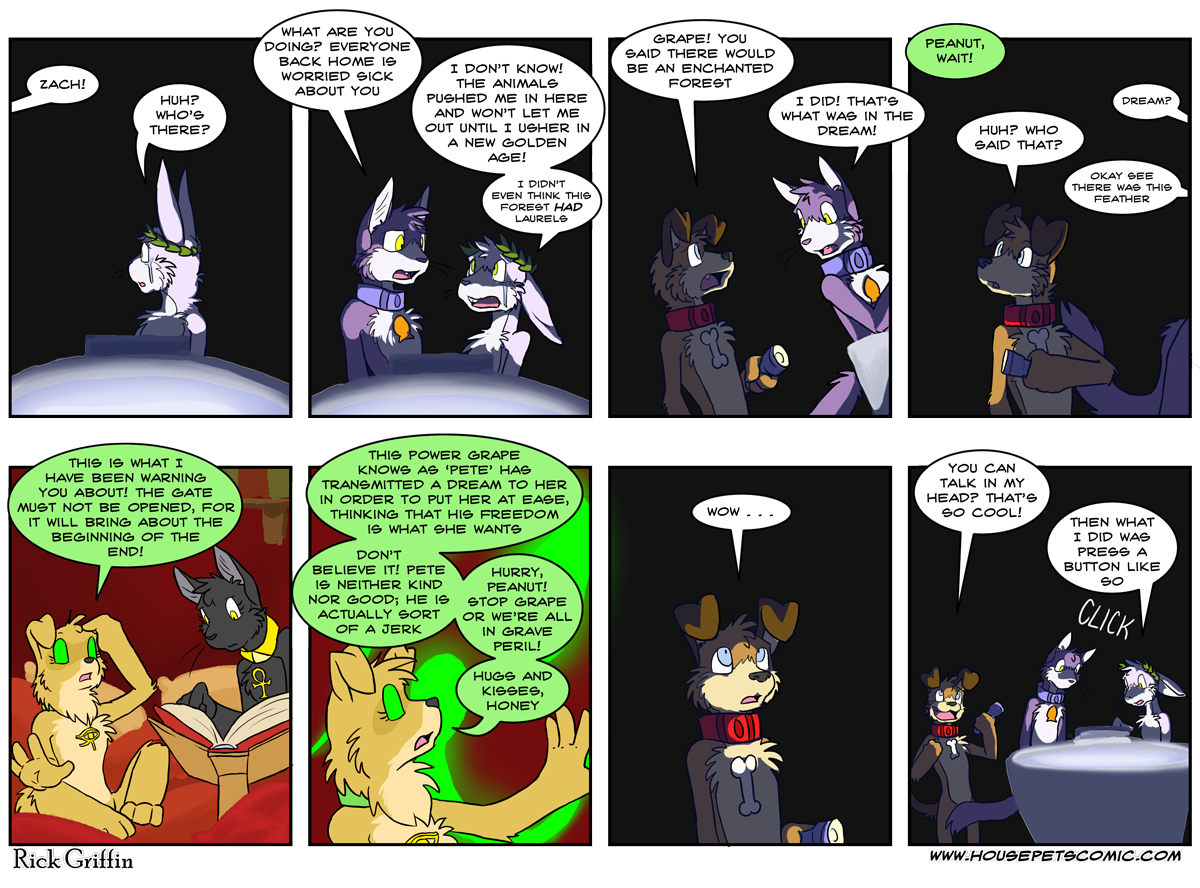 ZACH!
HUH?
WHO'S
THERE?
WHAT ARE YOU
DOING? EVERYONE
BACK HOME IS
WORRIED SICK
ABOUT YOU
I DON'T KNOW!
THE ANIMALS
PUSHED ME IN HERE
AND WON'T LET ME
OUT UNTIL I USHER IN
A NEW GOLDEN
AGE!
I DIDN'T
EVEN THINK THIS
FOREST HAD
LAURELS
GRAPE! YOU
SAID THERE WOULD
BE AN ENCHANTED
FOREST
I DID! THAT'S
WHAT WAS IN THE
DREAM!
PEANUT,
WAIT!
HUH? WHO
SAID THAT?
DREAM?
OKAY SEE
THERE WAS THIS
FEATHER
THIS IS WHAT I
HAVE BEEN WARNING
YOU ABOUT! THE GATE
MUST NOT BE OPENED, FOR
IT WILL BRING ABOUT THE
BEGINNING OF THE
END!
THIS POWER GRAPE
KNOWS AS 'PETE' HAS
TRANSMITTED A DREAM TO HER
IN ORDER TO PUT HER AT EASE,
THINKING THAT HIS FREEDOM
IS WHAT SHE WANTS
DON'T
BELIEVE IT! PETE
IS NEITHER KIND
NOR GOOD; HE IS
ACTUALLY SORT
OF A JERK
HURRY,
PEANUT!
STOP GRAPE
OR WE'RE ALL
IN GRAVE
PERIL!
HUGS AND
KISSES,
HONEY
WOW . . .
YOU CAN
TALK IN MY
HEAD? THAT'S
SO COOL!
THEN WHAT
I DID WAS
PRESS A
BUTTON LIKE
SO
CLICK
Rick Griffin
WWW.HOUSEPETSCOMIC.COM